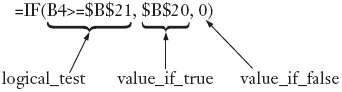 =IF(B4>=$B$21, $B$20, 0)
logical_test value_if_true value_if_false